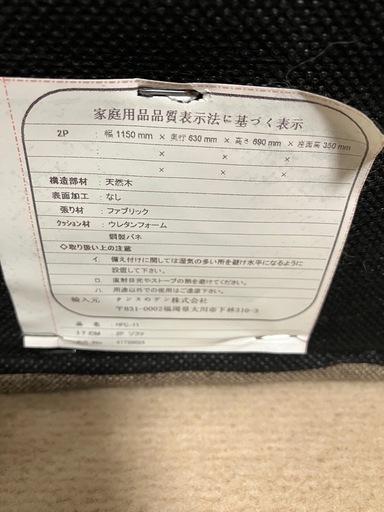 家庭用品品質表示法に基づく表示
2P 幅 1150 mm × 奥行 630 mm × 高さ 690 mm × 座面高 350 mm
× × ×
× × ×
構造部材 : 天然木
表面加工 : なし
張り材 : ファブリック
クッション材 : ウレタンフォーム
鋼製バネ
◇取り扱い上の注意
イ. 備え付けに関しては湿気の多い所を避け水平になるように
設置して下さい。
ロ. 直射日光やストーブの熱を避けてください。
ハ. 用途以外での使用はご遠慮下さい。
輸入元 タンスのゲン株式会社
〒831-0002福岡県大川市下林310-3
品 名
ITEM 2P ソファ